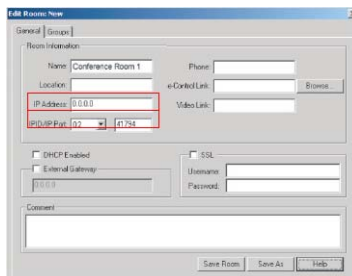 Edit Room: New
General Groups
Room Information
Name: Conference Room 1
Phone:
Location:
e-Control Link:
Browse...
IP Address: 0.0.0.0
Video Link:
IPID/IP Port: 02 41794
DHCP Enabled
SSL
External Gateway
Username:
0.0.0.0
Password:
Comment
Save Room Save As Help